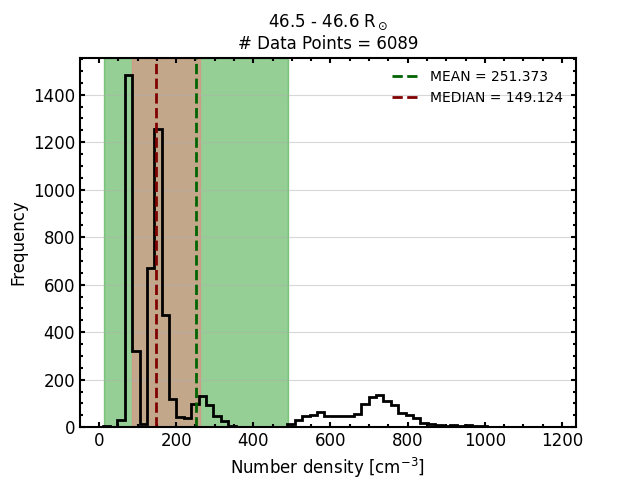 46.5 - 46.6 R⊙
# Data Points = 6089
MEAN = 251.373
MEDIAN = 149.124
Frequency
1400
1200
1000
800
600
400
200
0
0 200 400 600 800 1000 1200
Number density [cm⁻³]